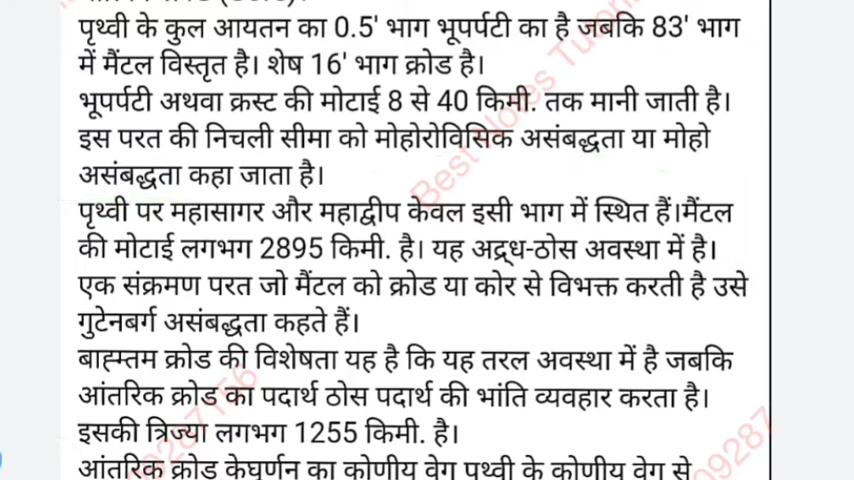 पृथ्वी के कुल आयतन का 0.5' भाग भूपर्पटी का है जबकि 83' भाग
में मैंटल विस्तृत है। शेष 16' भाग क्रोड है।
भूपर्पटी अथवा क्रस्ट की मोटाई 8 से 40 किमी. तक मानी जाती है।
इस परत की निचली सीमा को मोहोरोविसिक असंबद्धता या मोहो
असंबद्धता कहा जाता है।
पृथ्वी पर महासागर और महाद्वीप केवल इसी भाग में स्थित हैं।मैंटल
की मोटाई लगभग 2895 किमी. है। यह अद्र्ध-ठोस अवस्था में है।
एक संक्रमण परत जो मैंटल को क्रोड या कोर से विभक्त करती है उसे
गुटेनबर्ग असंबद्धता कहते हैं।
बाह्म्तम क्रोड की विशेषता यह है कि यह तरल अवस्था में है जबकि
आंतरिक क्रोड का पदार्थ ठोस पदार्थ की भांति व्यवहार करता है।
इसकी त्रिज्या लगभग 1255 किमी. है।
आंतरिक क्रोड केघूर्णन का कोणीय वेग पृथ्वी के कोणीय वेग से
Best Notes